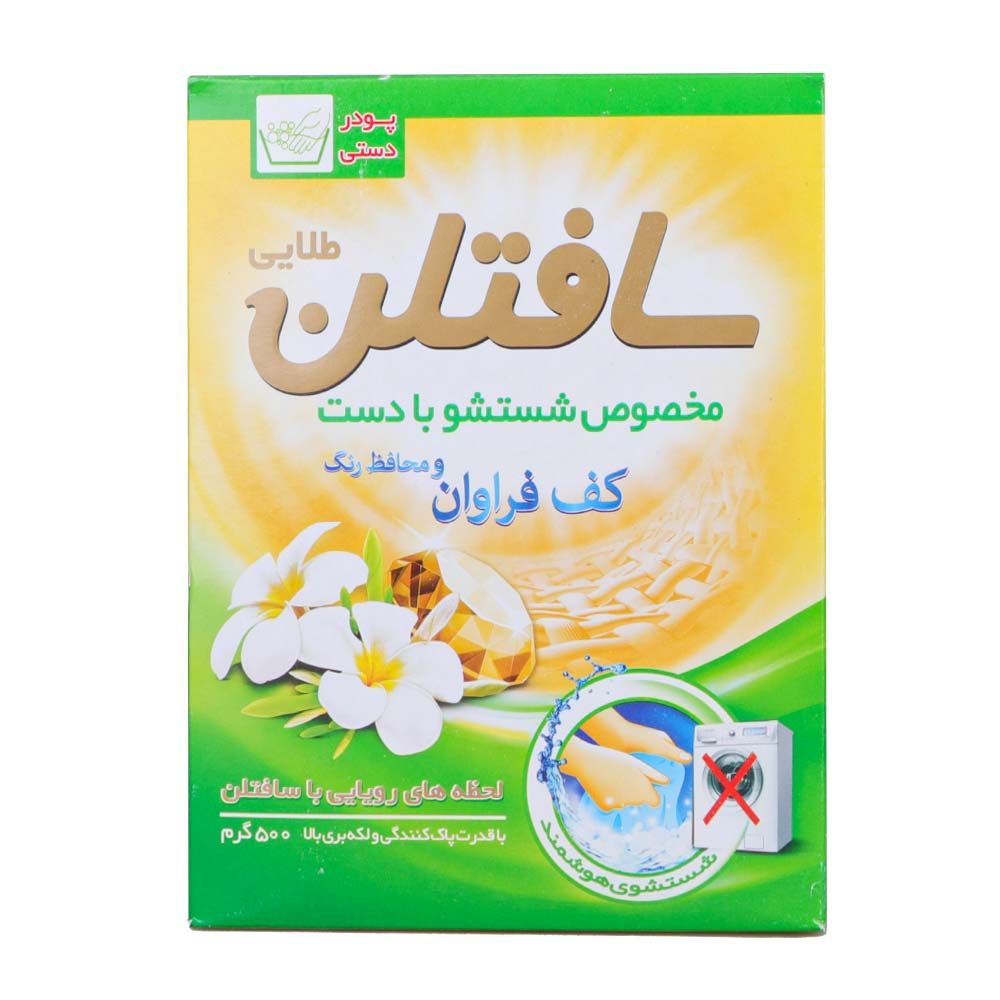 پودر
دستی
طلایی
سافتلن
مخصوص شستشو با دست
کف فراوان
و محافظ رنگ
لحظه های رویایی با سافتلن
با قدرت پاک کنندگی و لکه بری بالا ۵۰۰ گرم
شستشوی هوشمند